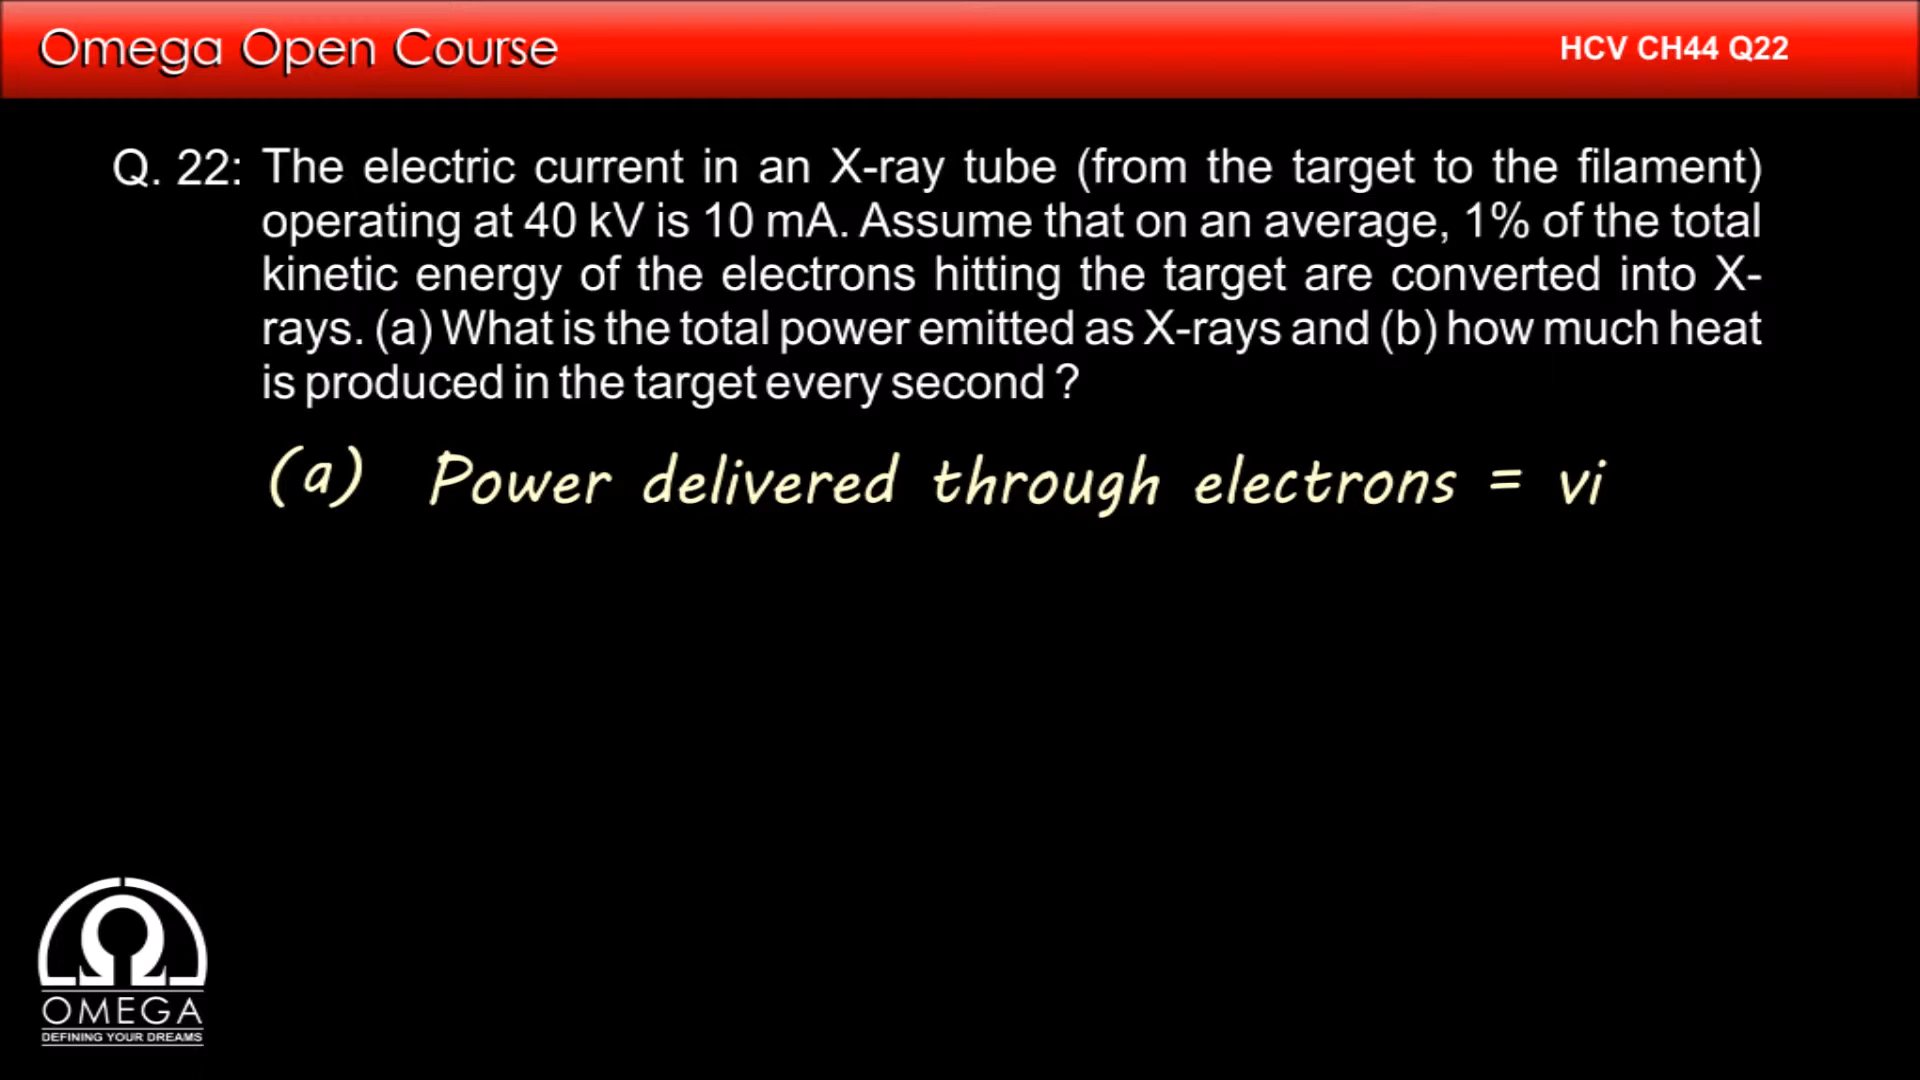 Omega Open Course
HCV CH44 Q22
Q. 22: The electric current in an X-ray tube (from the target to the filament)
operating at 40 kV is 10 mA. Assume that on an average, 1% of the total
kinetic energy of the electrons hitting the target are converted into X-
rays. (a) What is the total power emitted as X-rays and (b) how much heat
is produced in the target every second ?
(a) Power delivered through electrons = vi
OMEGA
DEFINING YOUR DREAMS